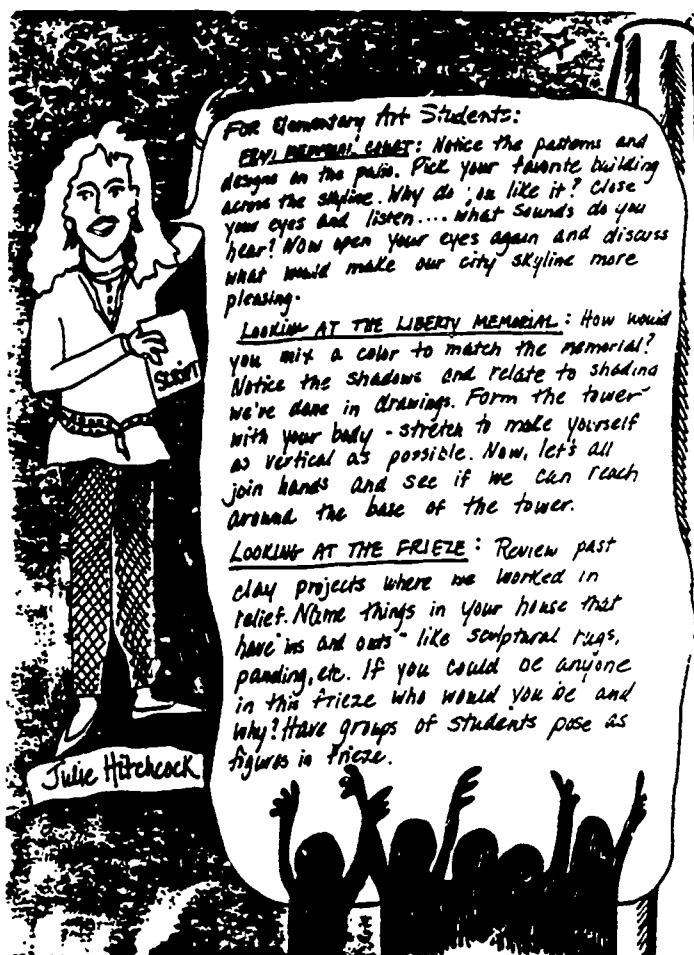 For Elementary Art Students:
MEMORIAL COURT: Notice the patterns and
designs on the patio. Pick your favorite building
across the skyline. Why do you like it? Close
your eyes and listen.... what sounds do you
hear? Now open your eyes again and discuss
what would make our city skyline more
pleasing.
LOOKING AT THE LIBERTY MEMORIAL: How would
you mix a color to match the memorial?
Notice the shadows and relate to shading
we've done in drawings. Form the tower
with your body - stretch to make yourself
as vertical as possible. Now, let's all
join hands and see if we can reach
around the base of the tower.
LOOKING AT THE FRIEZE: Review past
clay projects where we worked in
relief. Name things in your house that
have "ins and outs" like sculptural rugs,
etc. If you could be anyone
in this frieze who would you be and
why? Have groups of students pose as
figures in frieze.
SCRIPT
Julie Hitchcock